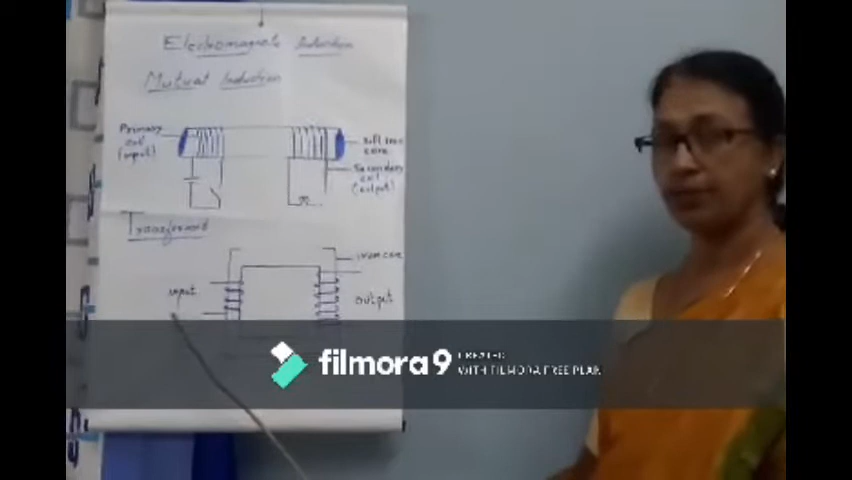 Electromagnetic Induction
Mutual Induction
Primary
coil
(input)
soft iron
core
Secondary
coil
(output)
Transformer
iron core
input
output
filmora9
CREATED
WITH FILMORA FREE PLAN